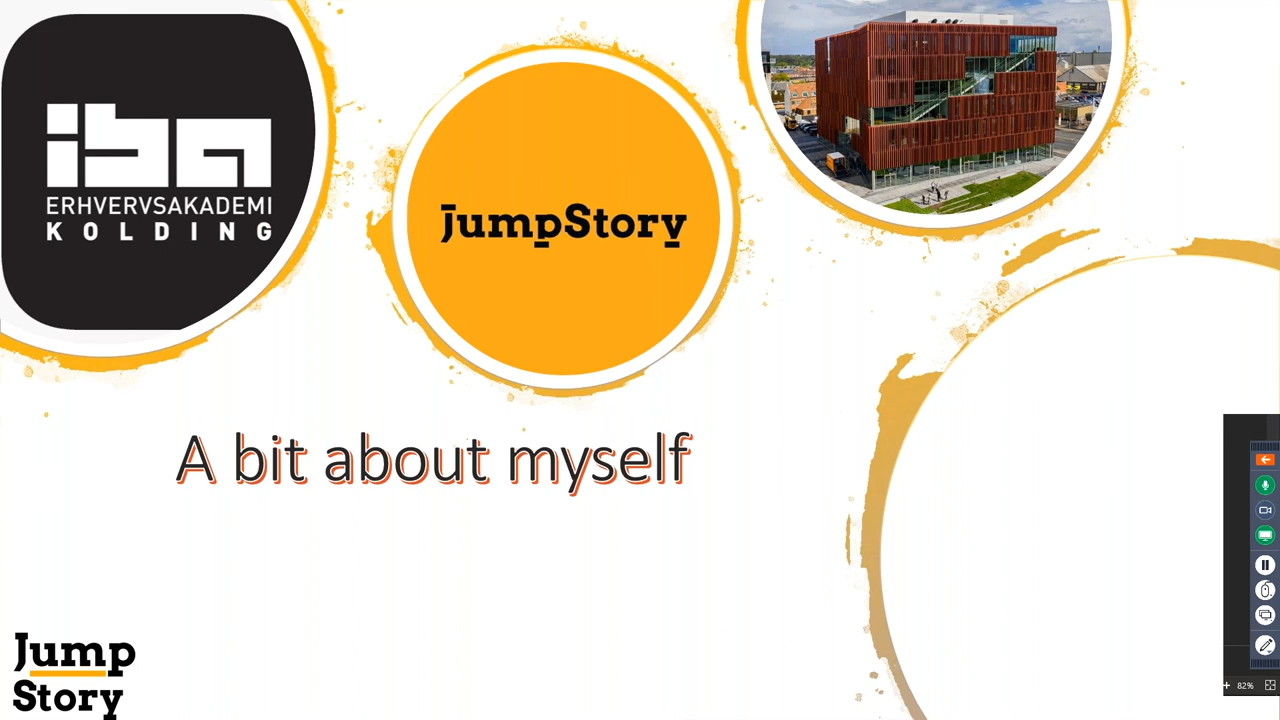 iba
ERHVERVSAKADEMI
KOLDING
JumpStory
A bit about myself
Jump
Story
82%